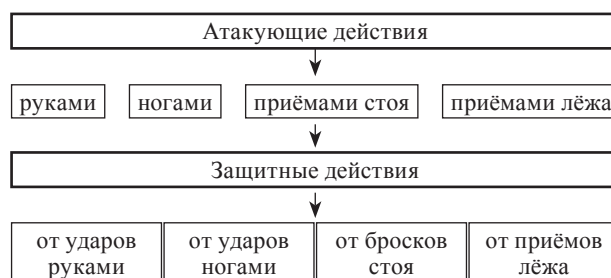 Атакующие действия
руками ногами приёмами стоя приёмами лёжа
Защитные действия
от ударов руками
от ударов ногами
от бросков стоя
от приёмов лёжа